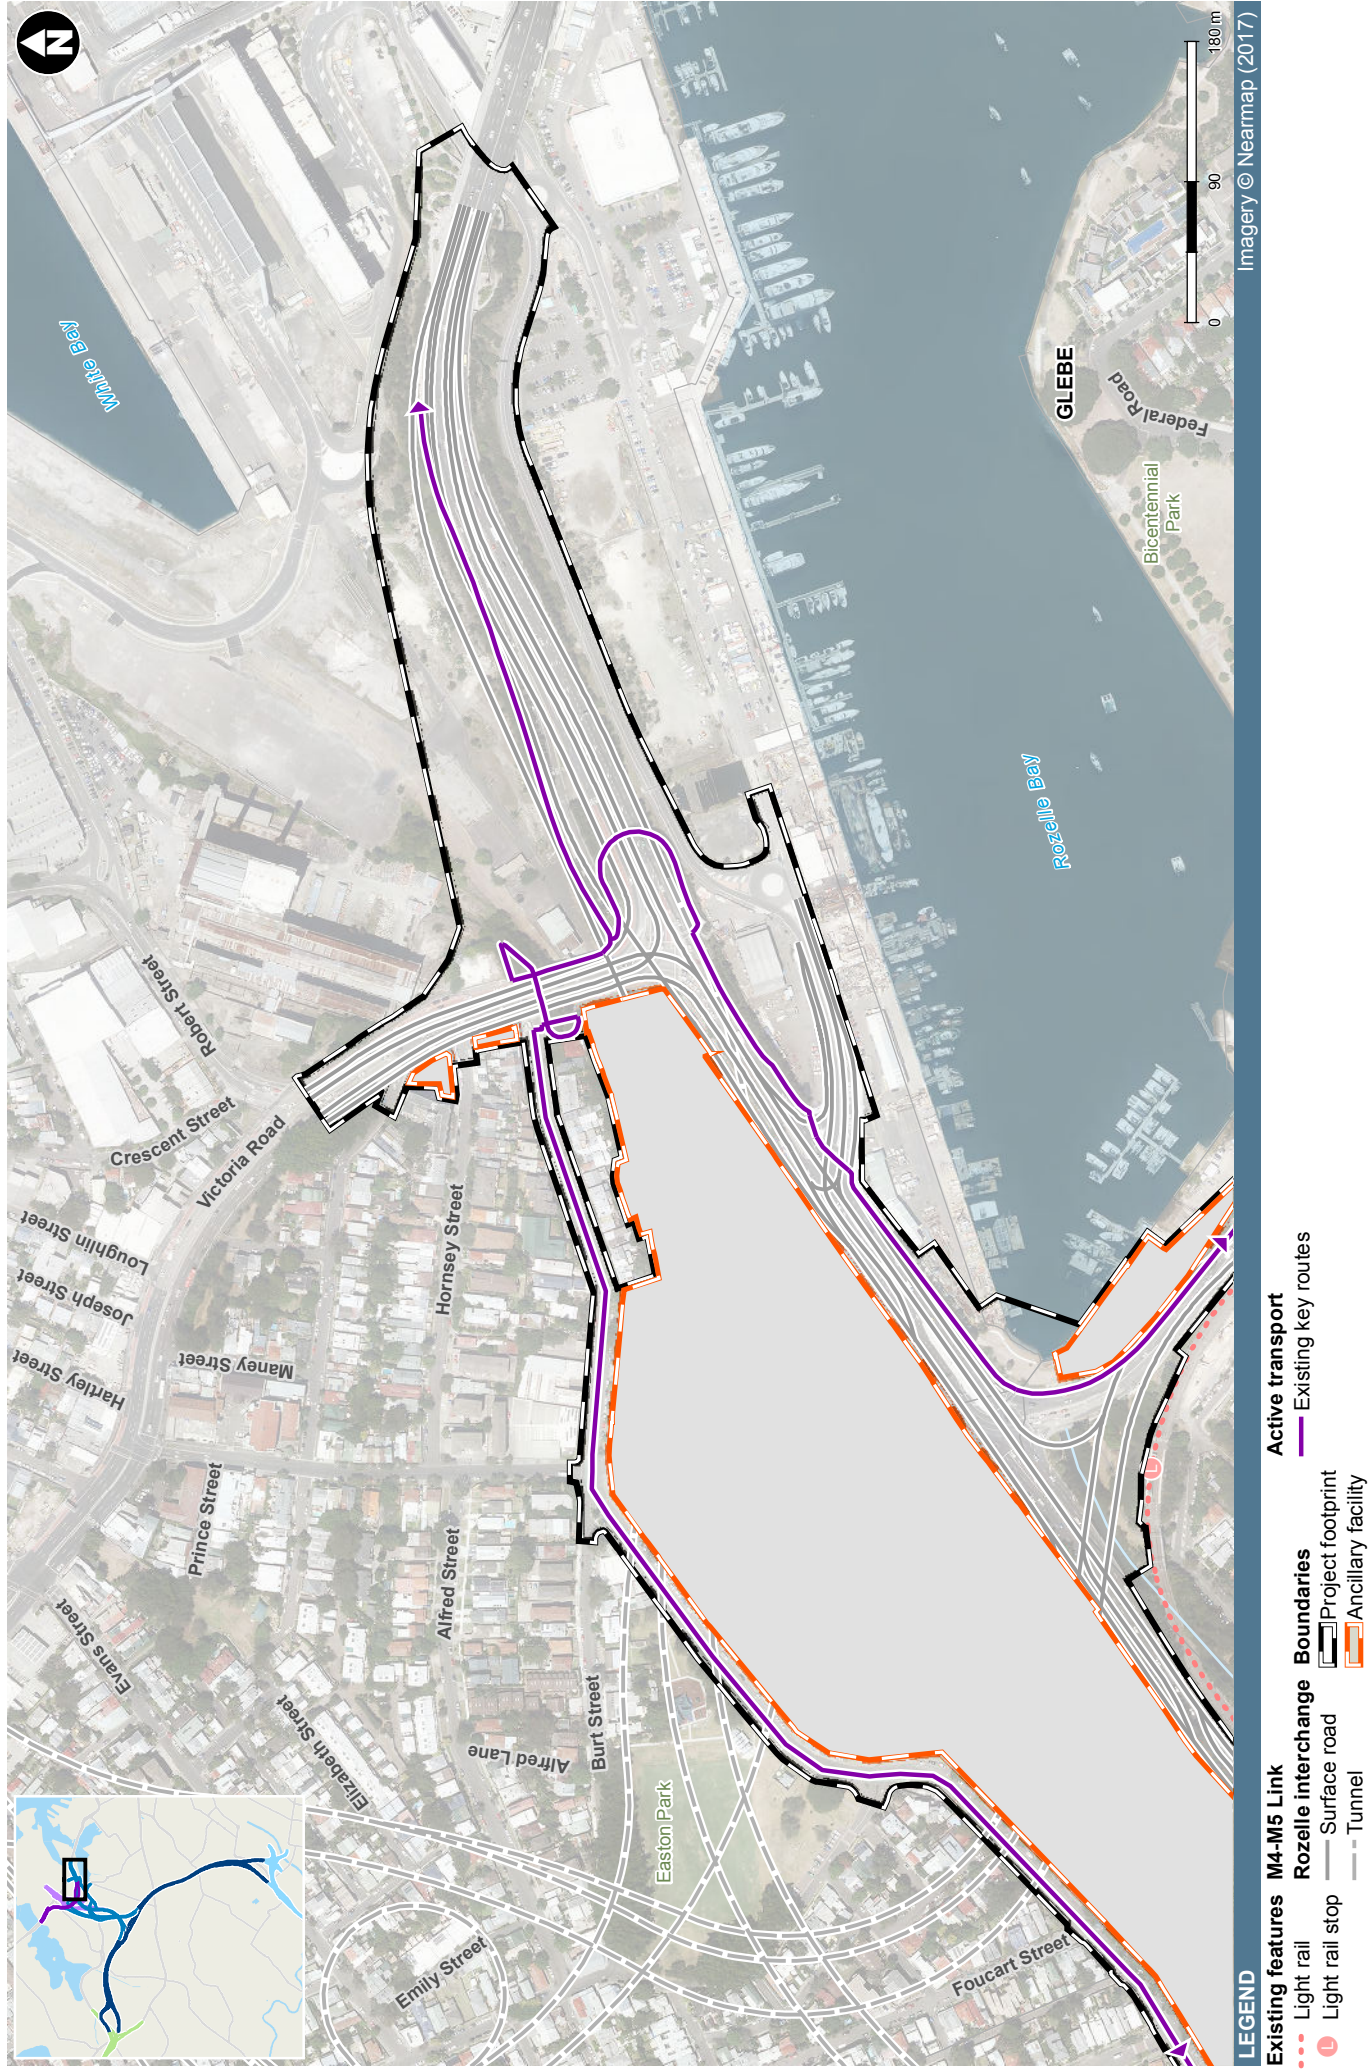 N
White Bay
Robert Street
Crescent Street
Victoria Road
Loughlin Street
Joseph Street
Hartley Street
Maney Street
Hornsey Street
Prince Street
Evans Street
Alfred Street
Elizabeth Street
Alfred Lane
Burt Street
Easton Park
Emily Street
Foucart Street
Rozelle Bay
GLEBE
Federal Road
Bicentennial
Park
L
0
90
180 m
Imagery © Nearmap (2017)
LEGEND
Existing features
Light rail
L
Light rail stop
M4-M5 Link
Rozelle interchange
Surface road
Tunnel
Boundaries
Project footprint
Ancillary facility
Active transport
Existing key routes